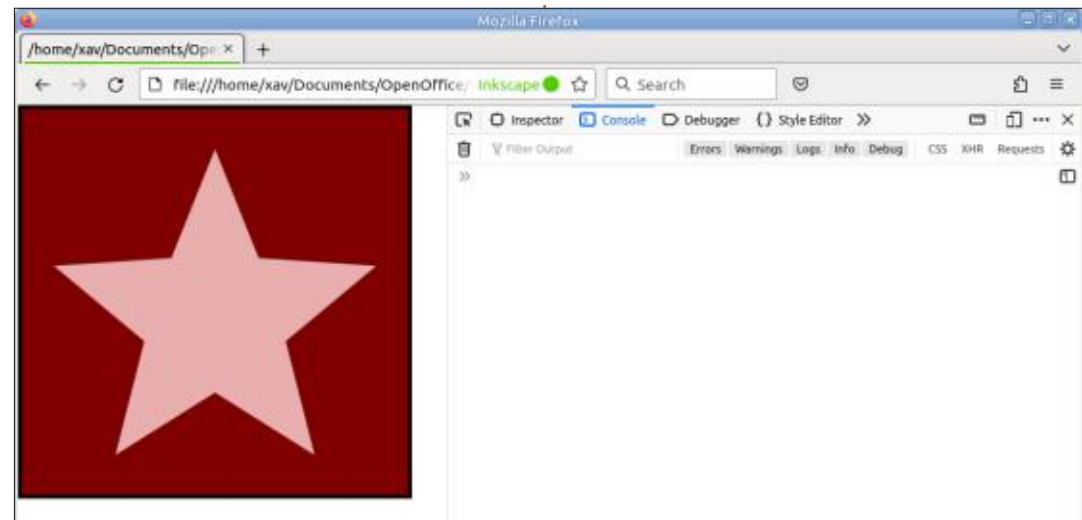 Mozilla Firefox
/home/xav/Documents/Ope × +
file:///home/xav/Documents/OpenOffice/ Inkscape Search
Inspector Console Debugger {} Style Editor
Filter Output Errors Warnings Logs Info Debug CSS XHR Requests